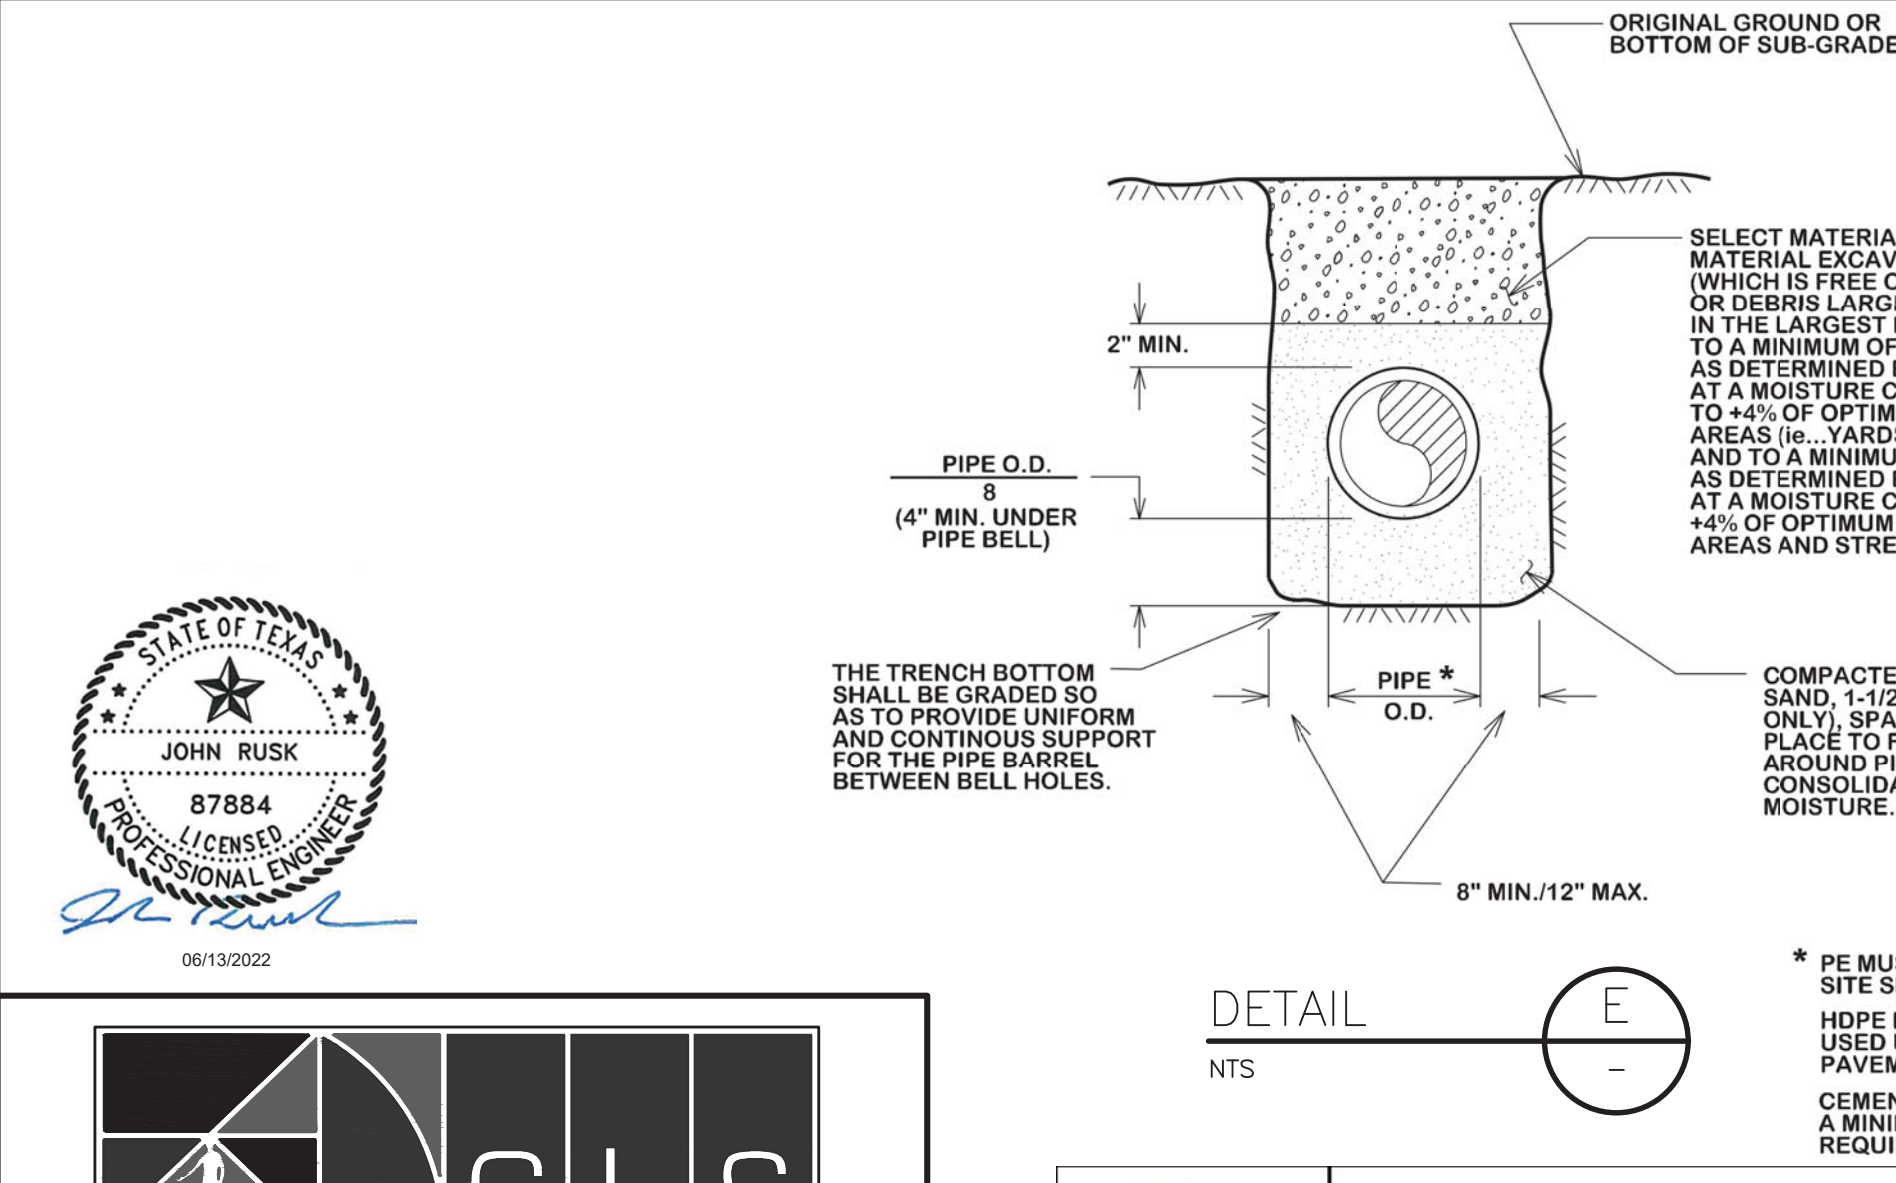 ORIGINAL GROUND OR
BOTTOM OF SUB-GRADE
SELECT MATERIA
MATERIAL EXCAV
(WHICH IS FREE
OR DEBRIS LARG
IN THE LARGEST
TO A MINIMUM OF
AS DETERMINED
AT A MOISTURE
TO +4% OF OPTIM
AREAS (ie...YARDS
AND TO A MINIMU
AS DETERMINED
AT A MOISTURE
+4% OF OPTIMUM
AREAS AND STRE
2" MIN.
PIPE O.D.
8
(4" MIN. UNDER
PIPE BELL)
THE TRENCH BOTTOM
SHALL BE GRADED SO
AS TO PROVIDE UNIFORM
AND CONTINOUS SUPPORT
FOR THE PIPE BARREL
BETWEEN BELL HOLES.
PIPE *
O.D.
COMPACTE
SAND, 1-1/2
ONLY), SPA
PLACE TO
AROUND PI
CONSOLIDA
MOISTURE.
8" MIN./12" MAX.
STATE OF TEXAS
JOHN RUSK
87884
LICENSED
PROFESSIONAL ENGINEER
John Rusk
06/13/2022
DETAIL
E
NTS
-
* PE MUS
SITE S
HDPE
USED
PAVEM
CEMEN
A MINI
REQUI